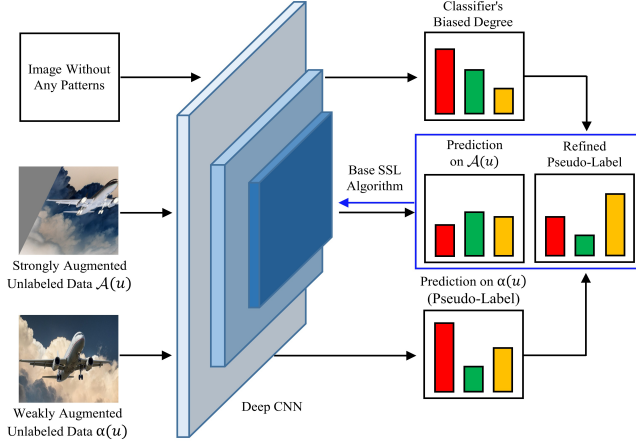 Classifier's
Biased Degree
Image Without
Any Patterns
Prediction
on 𝒜(u)
Refined
Pseudo-Label
Base SSL
Algorithm
Strongly Augmented
Unlabeled Data 𝒜(u)
Prediction on α(u)
(Pseudo-Label)
Deep CNN
Weakly Augmented
Unlabeled Data α(u)